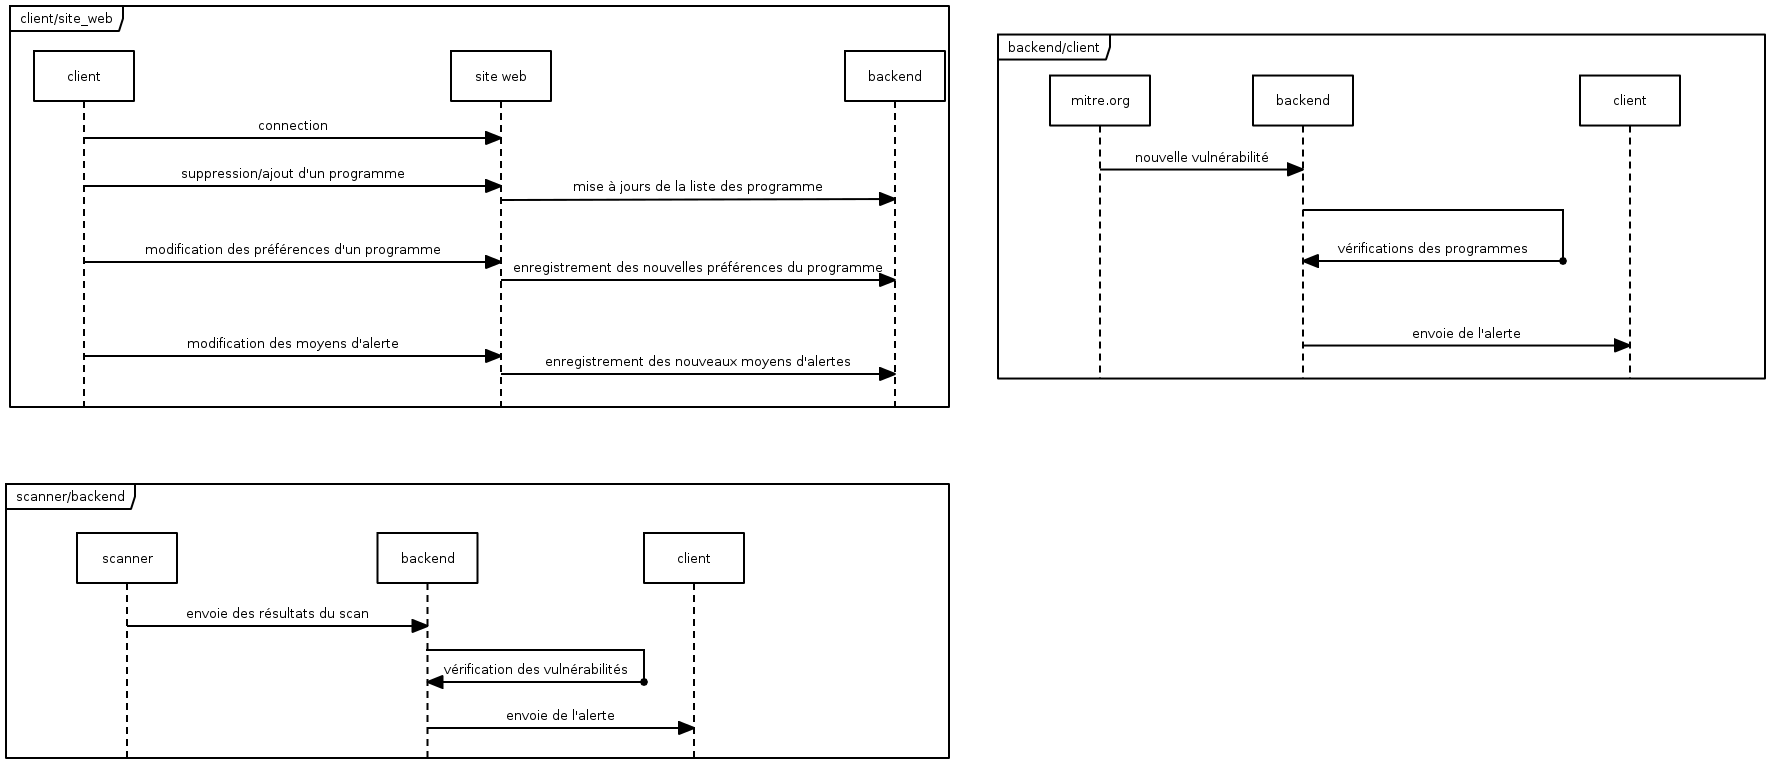 client/site_web
client
site web
backend
connection
suppression/ajout d'un programme
mise à jours de la liste des programme
modification des préférences d'un programme
enregistrement des nouvelles préférences du programme
modification des moyens d'alerte
enregistrement des nouveaux moyens d'alertes
backend/client
mitre.org
backend
client
nouvelle vulnérabilité
vérifications des programmes
envoie de l'alerte
scanner/backend
scanner
backend
client
envoie des résultats du scan
vérification des vulnérabilités
envoie de l'alerte